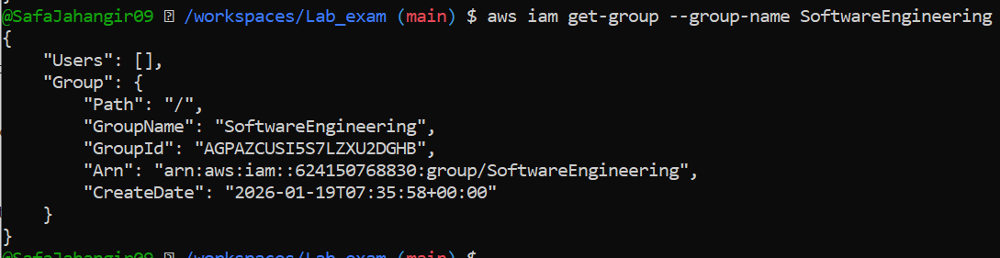 @SafaJahangir09 /workspaces/Lab_exam (main) $ aws iam get-group --group-name SoftwareEngineering
{
    "Users": [],
    "Group": {
        "Path": "/",
        "GroupName": "SoftwareEngineering",
        "GroupId": "AGPAZCUSI5S7LZXU2DGHB",
        "Arn": "arn:aws:iam::624150768830:group/SoftwareEngineering",
        "CreateDate": "2026-01-19T07:35:58+00:00"
    }
}
@SafaJahangir09 /workspaces/Lab_exam (main) $